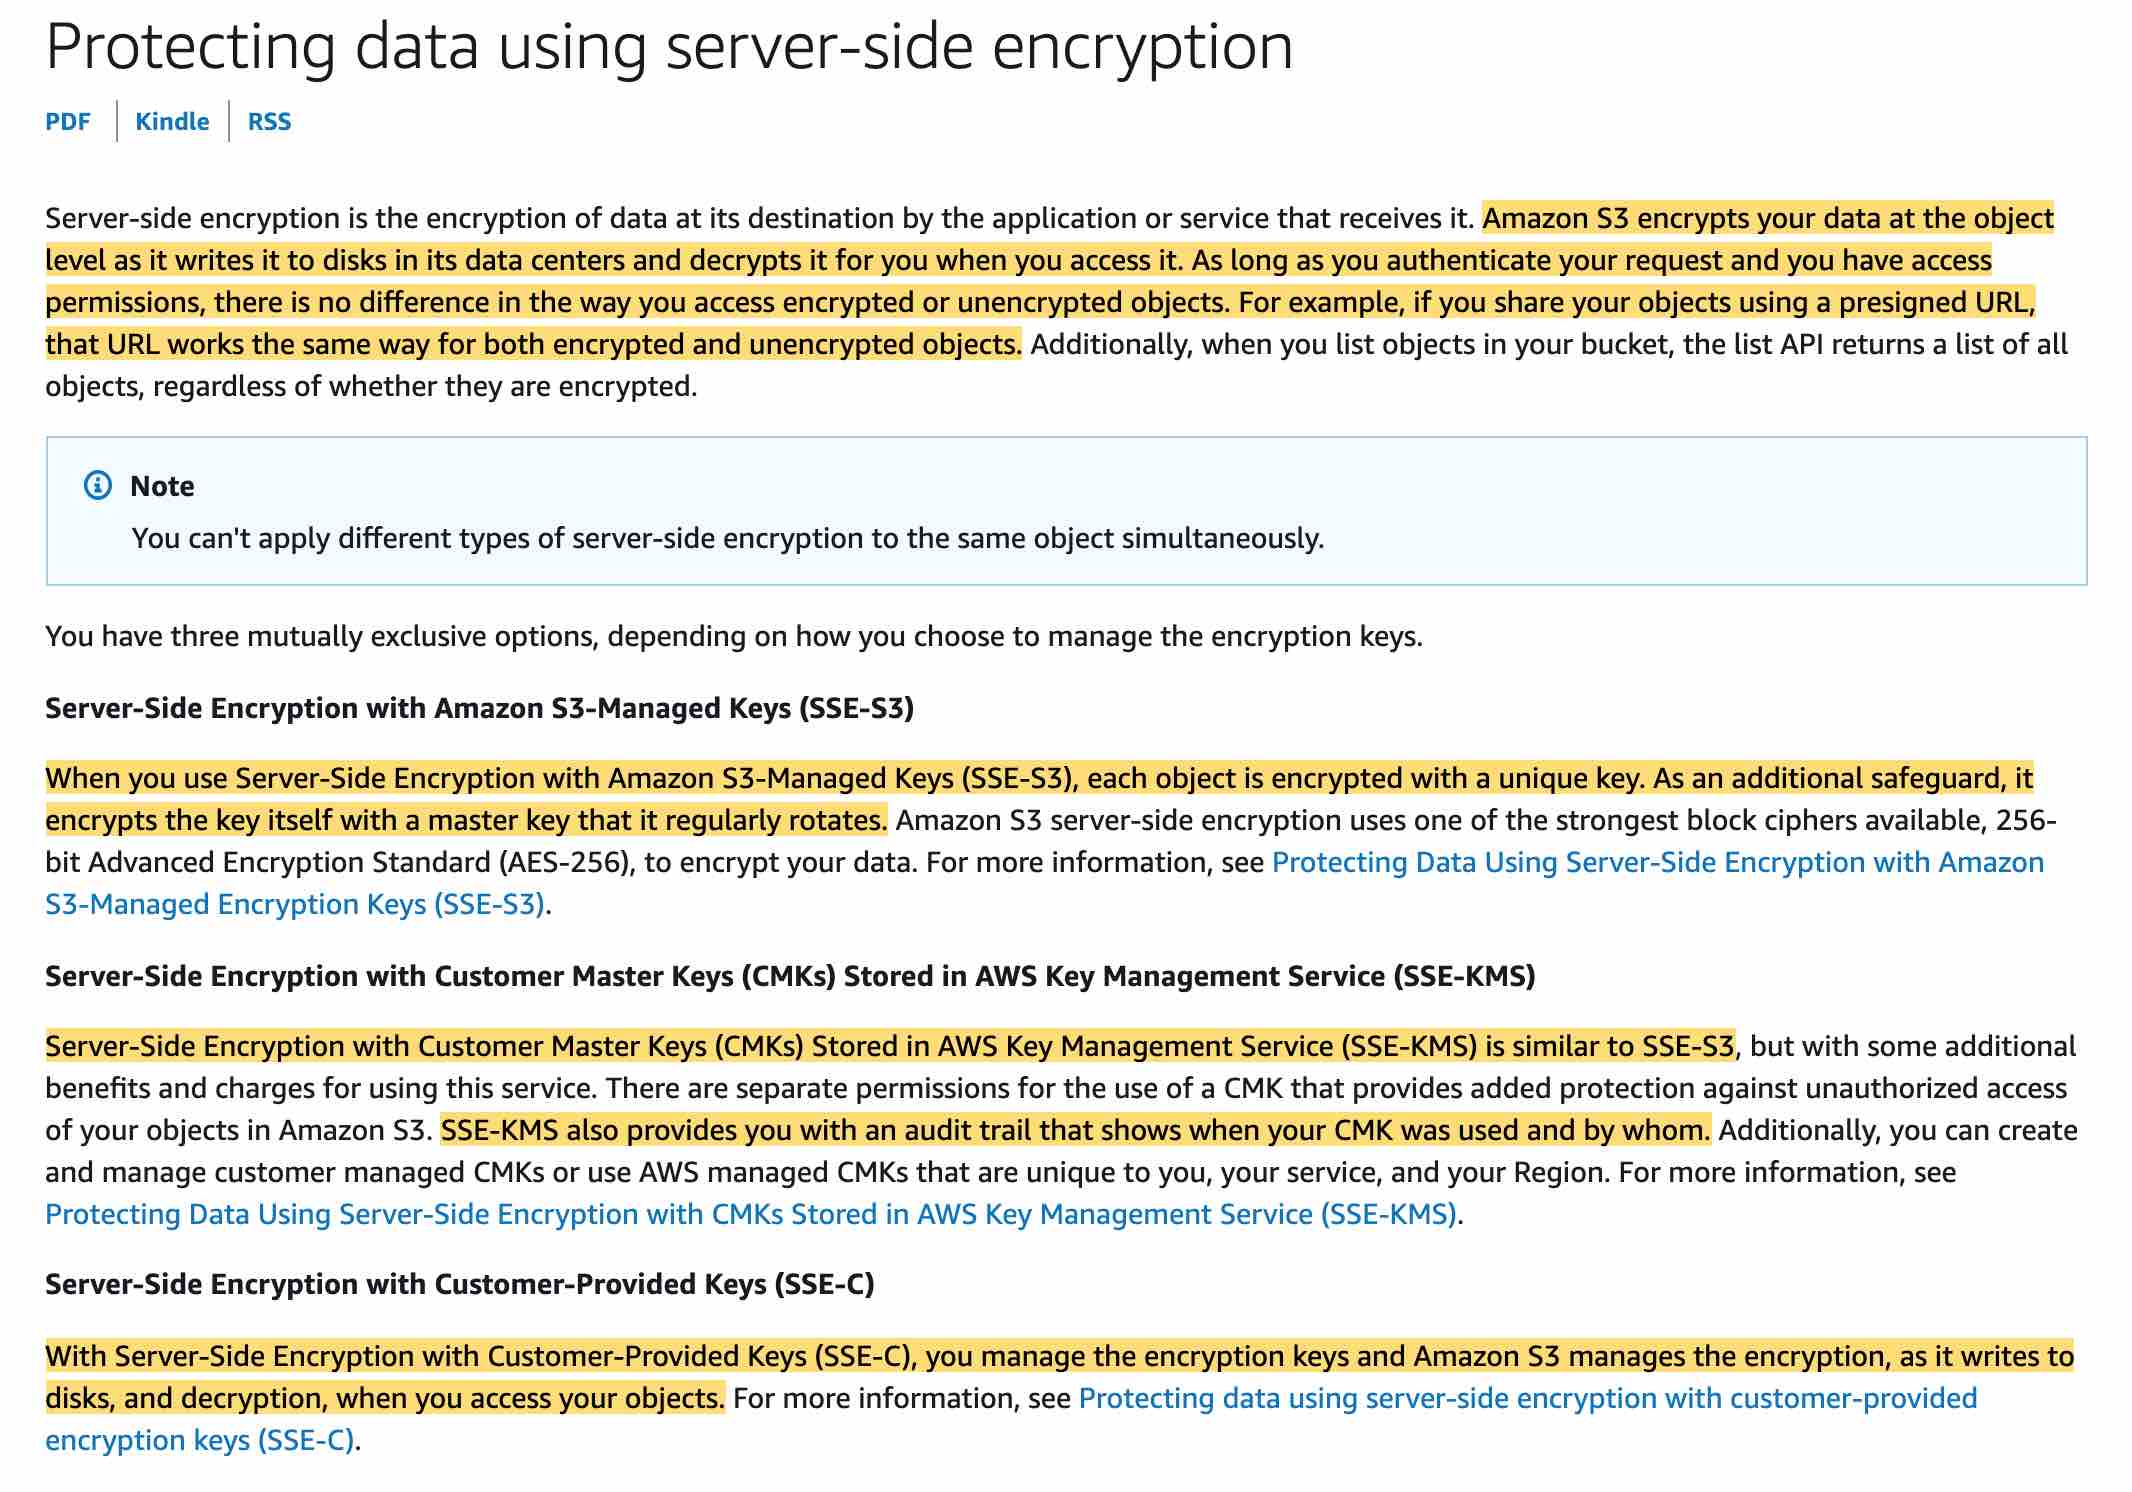 Protecting data using server-side encryption
PDF Kindle RSS
Server-side encryption is the encryption of data at its destination by the application or service that receives it. Amazon S3 encrypts your data at the object
level as it writes it to disks in its data centers and decrypts it for you when you access it. As long as you authenticate your request and you have access
permissions, there is no difference in the way you access encrypted or unencrypted objects. For example, if you share your objects using a presigned URL,
that URL works the same way for both encrypted and unencrypted objects. Additionally, when you list objects in your bucket, the list API returns a list of all
objects, regardless of whether they are encrypted.
Note
You can't apply different types of server-side encryption to the same object simultaneously.
You have three mutually exclusive options, depending on how you choose to manage the encryption keys.
Server-Side Encryption with Amazon S3-Managed Keys (SSE-S3)
When you use Server-Side Encryption with Amazon S3-Managed Keys (SSE-S3), each object is encrypted with a unique key. As an additional safeguard, it
encrypts the key itself with a master key that it regularly rotates. Amazon S3 server-side encryption uses one of the strongest block ciphers available, 256-
bit Advanced Encryption Standard (AES-256), to encrypt your data. For more information, see Protecting Data Using Server-Side Encryption with Amazon
S3-Managed Encryption Keys (SSE-S3).
Server-Side Encryption with Customer Master Keys (CMKs) Stored in AWS Key Management Service (SSE-KMS)
Server-Side Encryption with Customer Master Keys (CMKs) Stored in AWS Key Management Service (SSE-KMS) is similar to SSE-S3, but with some additional
benefits and charges for using this service. There are separate permissions for the use of a CMK that provides added protection against unauthorized access
of your objects in Amazon S3. SSE-KMS also provides you with an audit trail that shows when your CMK was used and by whom. Additionally, you can create
and manage customer managed CMKs or use AWS managed CMKs that are unique to you, your service, and your Region. For more information, see
Protecting Data Using Server-Side Encryption with CMKs Stored in AWS Key Management Service (SSE-KMS).
Server-Side Encryption with Customer-Provided Keys (SSE-C)
With Server-Side Encryption with Customer-Provided Keys (SSE-C), you manage the encryption keys and Amazon S3 manages the encryption, as it writes to
disks, and decryption, when you access your objects. For more information, see Protecting data using server-side encryption with customer-provided
encryption keys (SSE-C).